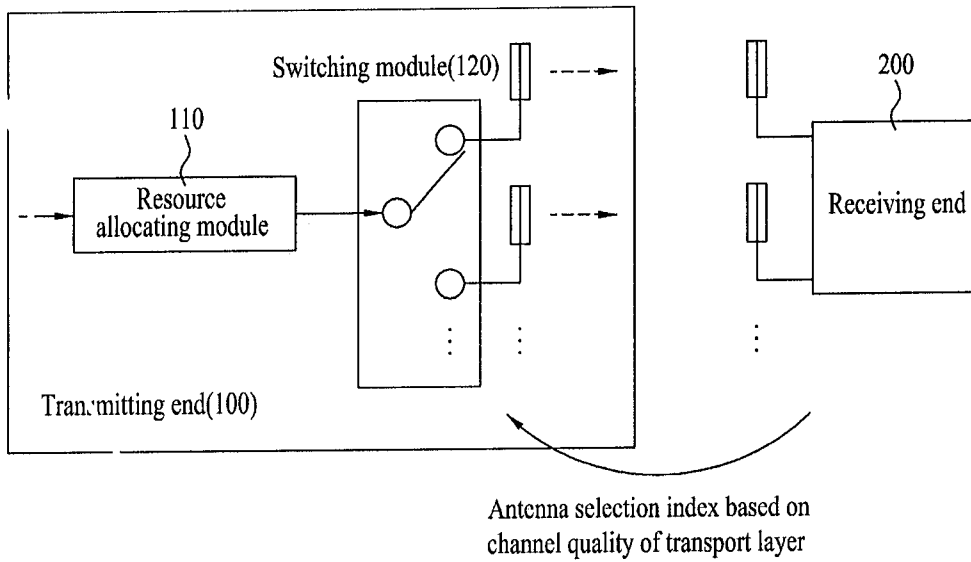 Switching module(120)
110
Resource
allocating module
200
Receiving end
Transmitting end(100)
Antenna selection index based on
channel quality of transport layer